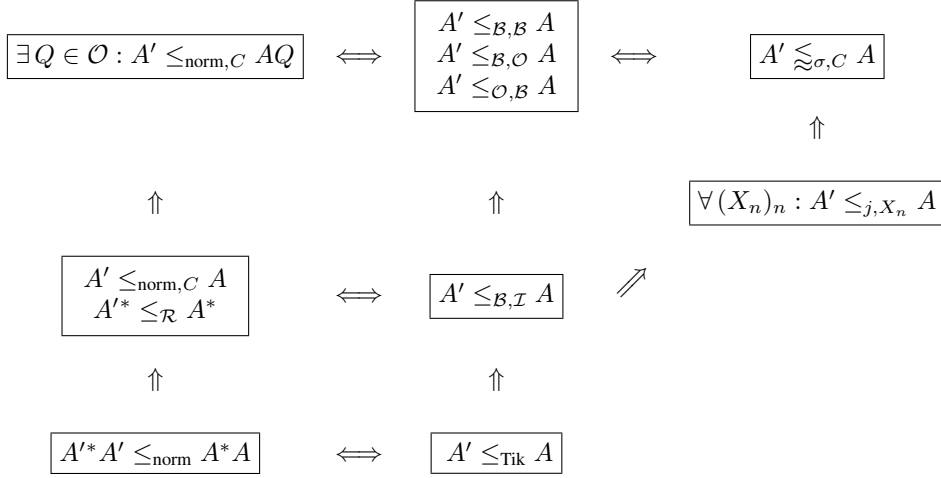 ∃ Q ∈ 𝒪 : A′ ≤_{norm,C} AQ ⟺ A′ ≤_{ℬ,ℬ} A ⟺ A′ ≦_{≈σ,C} A
A′ ≤_{ℬ,𝒪} A
A′ ≤_{𝒪,ℬ} A
⇑
⇑ ⇑ ∀ (X_n)_n : A′ ≤_{j,X_n} A
A′ ≤_{norm,C} A ⟺ A′ ≤_{ℬ,ℐ} A ⇗
A′* ≤_ℛ A*
⇑ ⇑
A′*A′ ≤_{norm} A*A ⟺ A′ ≤_{Tik} A